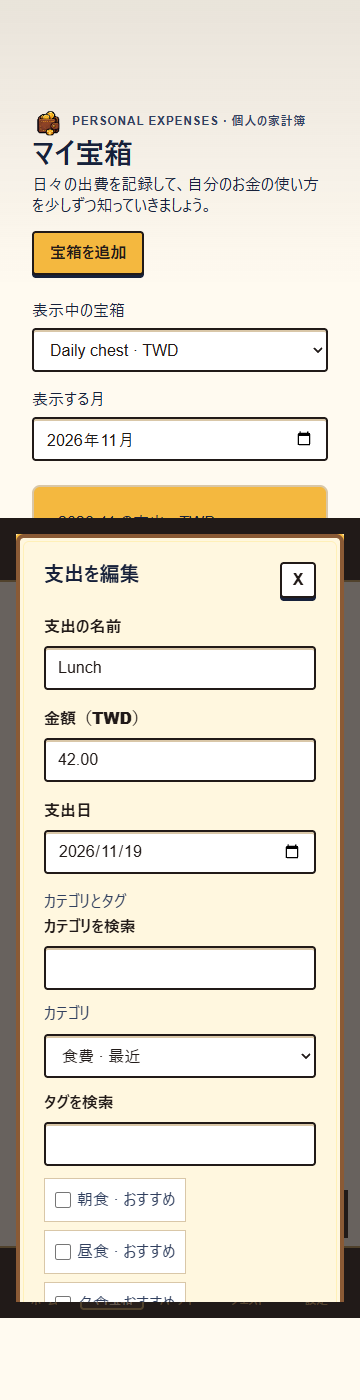 PERSONAL EXPENSES · 個人の家計簿
マイ宝箱
日々の出費を記録して、自分のお金の使い方
を少しずつ知っていきましょう。
宝箱を追加
表示中の宝箱
Daily chest · TWD
表示する月
2026年11月
支出を編集
X
支出の名前
Lunch
金額（TWD）
42.00
支出日
2026/11/19
カテゴリとタグ
カテゴリを検索
カテゴリ
食費 · 最近
タグを検索
朝食 · おすすめ
昼食 · おすすめ
夕食 · おすすめ